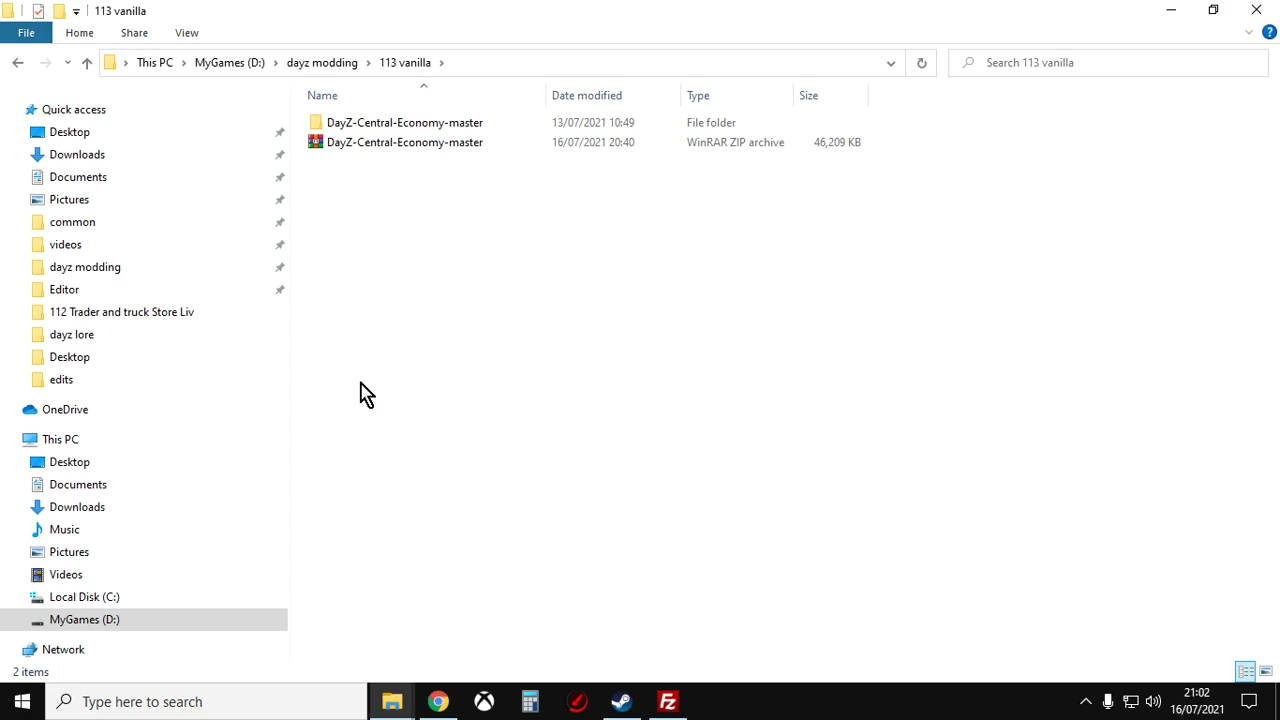 113 vanilla
File Home Share View
This PC MyGames (D:) dayz modding 113 vanilla
Search 113 vanilla
Name Date modified Type Size
DayZ-Central-Economy-master 13/07/2021 10:49 File folder
DayZ-Central-Economy-master 16/07/2021 20:40 WinRAR ZIP archive 46,209 KB
Quick access
Desktop
Downloads
Documents
Pictures
common
videos
dayz modding
Editor
112 Trader and truck Store Liv
dayz lore
Desktop
edits
OneDrive
This PC
Desktop
Documents
Downloads
Music
Pictures
Videos
Local Disk (C:)
MyGames (D:)
Network
2 items
Type here to search
Fz
21:02
16/07/2021